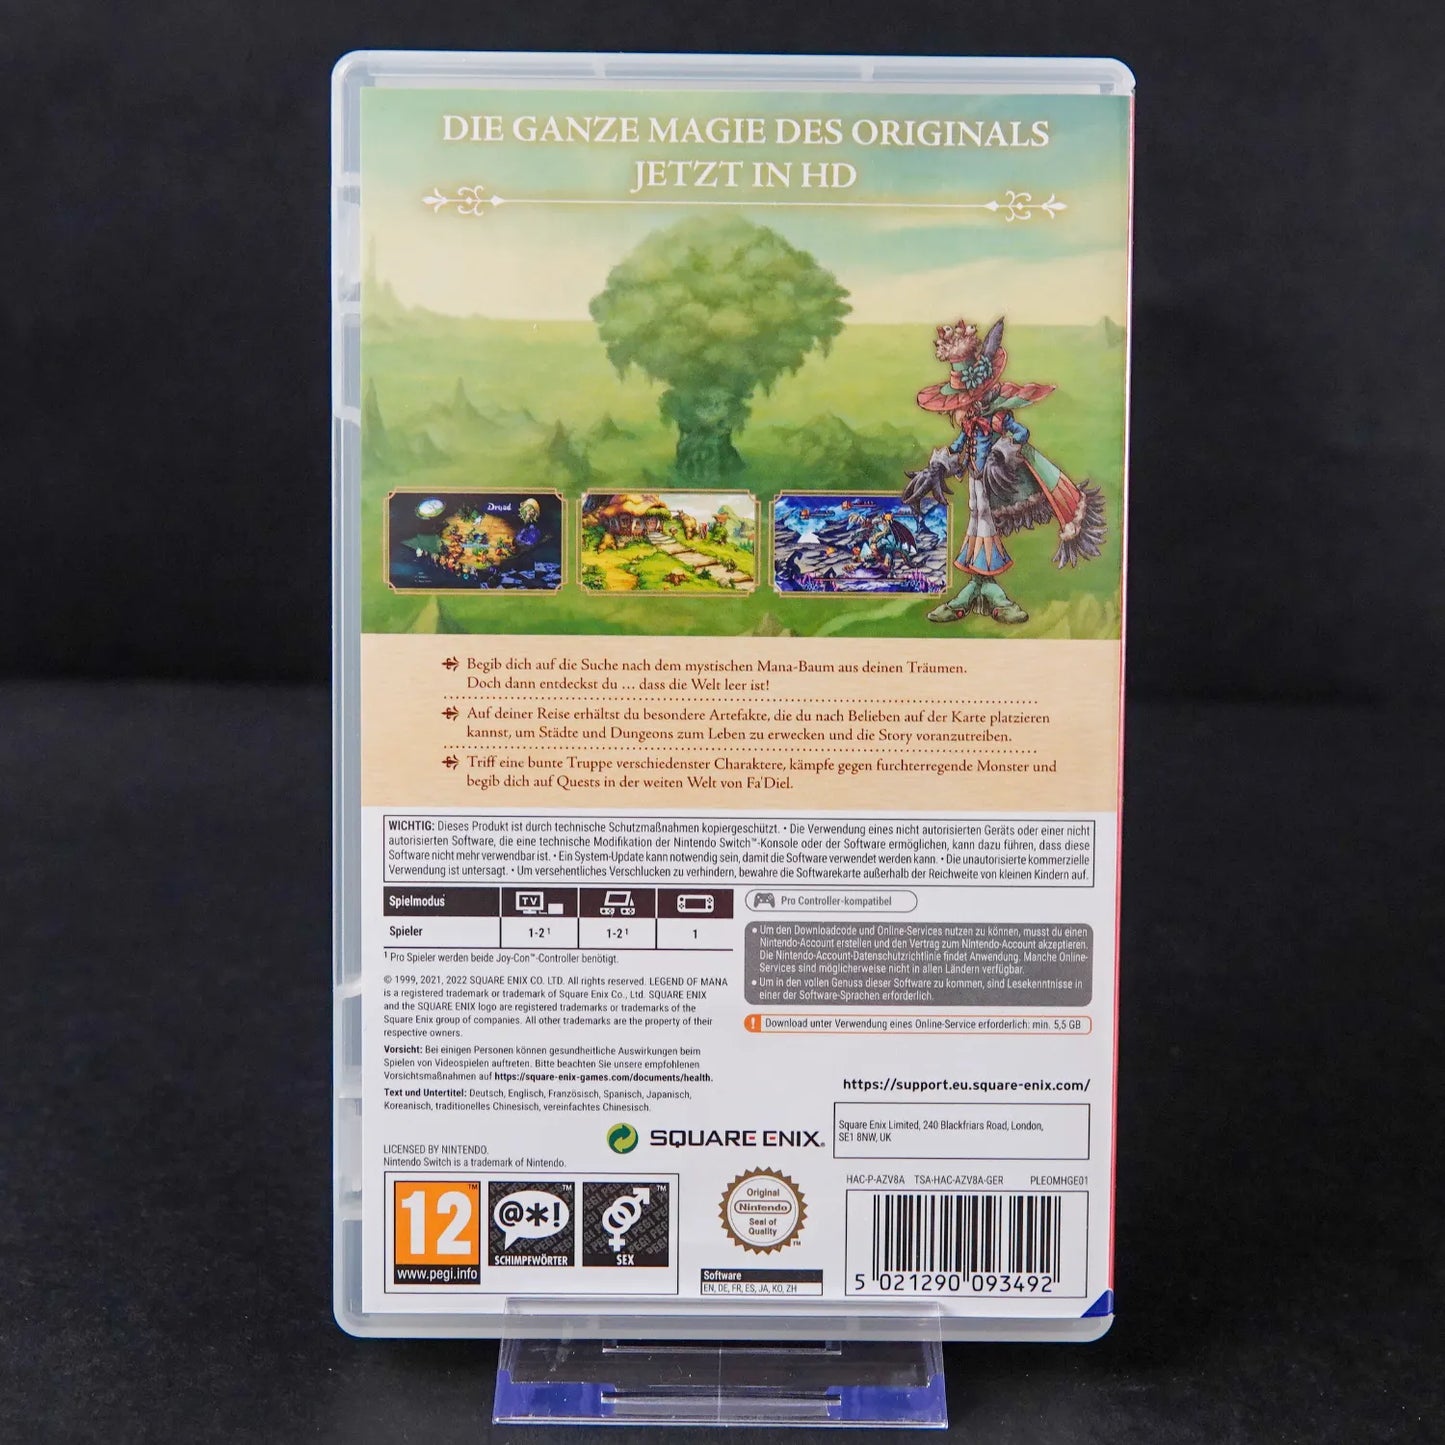 DIE GANZE MAGIE DES ORIGINALS
JETZT IN HD
Dryad
Begib dich auf die Suche nach dem mystischen Mana-Baum aus deinen Träumen.
Doch dann entdeckst du ... dass die Welt leer ist!
Auf deiner Reise erhältst du besondere Artefakte, die du nach Belieben auf der Karte platzieren
kannst, um Städte und Dungeons zum Leben zu erwecken und die Story voranzutreiben.
Triff eine bunte Truppe verschiedenster Charaktere, kämpfe gegen furchterregende Monster und
begib dich auf Quests in der weiten Welt von Fa'Diel.
WICHTIG: Dieses Produkt ist durch technische Schutzmaßnahmen kopiergeschützt. • Die Verwendung eines nicht autorisierten Geräts oder einer nicht
autorisierten Software, die eine technische Modifikation der Nintendo Switch™-Konsole oder der Software ermöglichen, kann dazu führen, dass diese
Software nicht mehr verwendbar ist. • Ein System-Update kann notwendig sein, damit die Software verwendet werden kann. • Die unautorisierte kommerzielle
Verwendung ist untersagt. • Um versehentliches Verschlucken zu verhindern, bewahre die Softwarekarte außerhalb der Reichweite von kleinen Kindern auf.
Spielmodus TV
Spieler 1-2¹ 1-2¹ 1
¹ Pro Spieler werden beide Joy-Con™-Controller benötigt.
Pro Controller-kompatibel
• Um den Downloadcode und Online-Services nutzen zu können, musst du einen
Nintendo-Account erstellen und den Vertrag zum Nintendo-Account akzeptieren.
Die Nintendo-Account-Datenschutzrichtlinie findet Anwendung. Manche Online-
Services sind möglicherweise nicht in allen Ländern verfügbar.
• Um in den vollen Genuss dieser Software zu kommen, sind Lesekenntnisse in
einer der Software-Sprachen erforderlich.
! Download unter Verwendung eines Online-Service erforderlich: min. 5,5 GB
© 1999, 2021, 2022 SQUARE ENIX CO. LTD. All rights reserved. LEGEND OF MANA
is a registered trademark or trademark of Square Enix Co., Ltd. SQUARE ENIX
and the SQUARE ENIX logo are registered trademarks or trademarks of the
Square Enix group of companies. All other trademarks are the property of their
respective owners.
Vorsicht: Bei einigen Personen können gesundheitliche Auswirkungen beim
Spielen von Videospielen auftreten. Bitte beachten Sie unsere empfohlenen
Vorsichtsmaßnahmen auf https://square-enix-games.com/documents/health.
Text und Untertitel: Deutsch, Englisch, Französisch, Spanisch, Japanisch,
Koreanisch, traditionelles Chinesisch, vereinfachtes Chinesisch.
https://support.eu.square-enix.com/
SQUARE ENIX.
Square Enix Limited, 240 Blackfriars Road, London,
SE1 8NW, UK
LICENSED BY NINTENDO.
Nintendo Switch is a trademark of Nintendo.
HAC-P-AZV8A TSA-HAC-AZV8A-GER PLEOMHGE01
12™
www.pegi.info
@*!™
SCHIMPFWÖRTER
™
SEX
Original
Nintendo
Seal of
Quality
™
Software
EN, DE, FR, ES, JA, KO, ZH
5 021290 093492